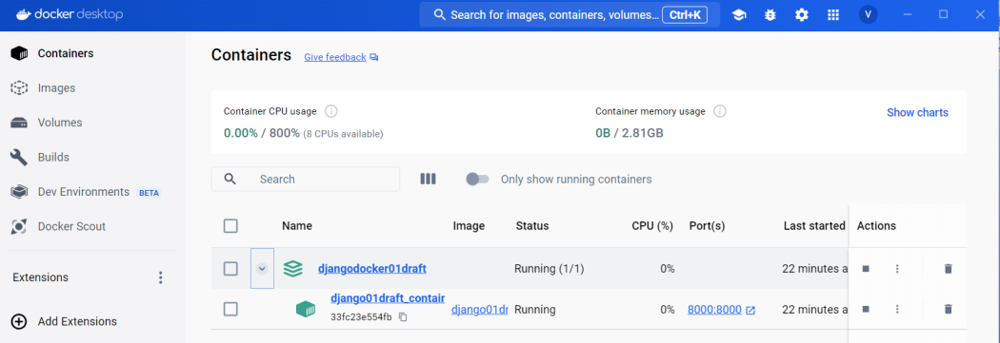 docker desktop
Search for images, containers, volumes... Ctrl+K
V
Containers
Images
Volumes
Builds
Dev Environments BETA
Docker Scout
Extensions
Add Extensions
Containers Give feedback
Container CPU usage
0.00% / 800% (8 CPUs available)
Container memory usage
0B / 2.81GB
Show charts
Search
Only show running containers
Name Image Status CPU (%) Port(s) Last started Actions
djangodocker01draft Running (1/1) 0% 22 minutes a
django01draft_contair
33fc23e554fb
django01dr Running 0% 8000:8000 22 minutes a